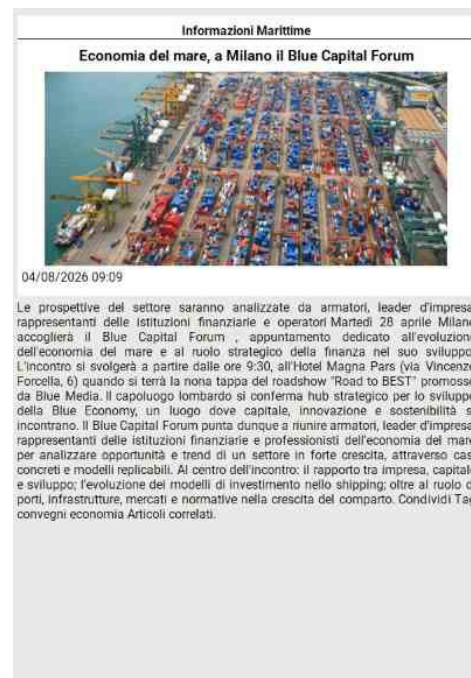 Informazioni Marittime
Economia del mare, a Milano il Blue Capital Forum
04/08/2026 09:09
Le prospettive del settore saranno analizzate da armatori, leader d'impresa
rappresentanti delle istituzioni finanziarie e operatori Martedì 28 aprile Milano
accoglierà il Blue Capital Forum , appuntamento dedicato all'evoluzione
dell'economia del mare e al ruolo strategico della finanza nel suo sviluppo
L'incontro si svolgerà a partire dalle ore 9:30, all'Hotel Magna Pars (via Vincenzo
Forcella, 6) quando si terrà la nona tappa del roadshow "Road to BEST" promosso
da Blue Media. Il capoluogo lombardo si conferma hub strategico per lo sviluppo
della Blue Economy, un luogo dove capitale, innovazione e sostenibilità si
incontrano. Il Blue Capital Forum punta dunque a riunire armatori, leader d'impresa
rappresentanti delle istituzioni finanziarie e professionisti dell'economia del mare
per analizzare opportunità e trend di un settore in forte crescita, attraverso casi
concreti e modelli replicabili. Al centro dell'incontro: il rapporto tra impresa, capitale
e sviluppo; l'evoluzione dei modelli di investimento nello shipping; oltre al ruolo di
porti, infrastrutture, mercati e normative nella crescita del comparto. Condividi Tag
convegni economia Articoli correlati.